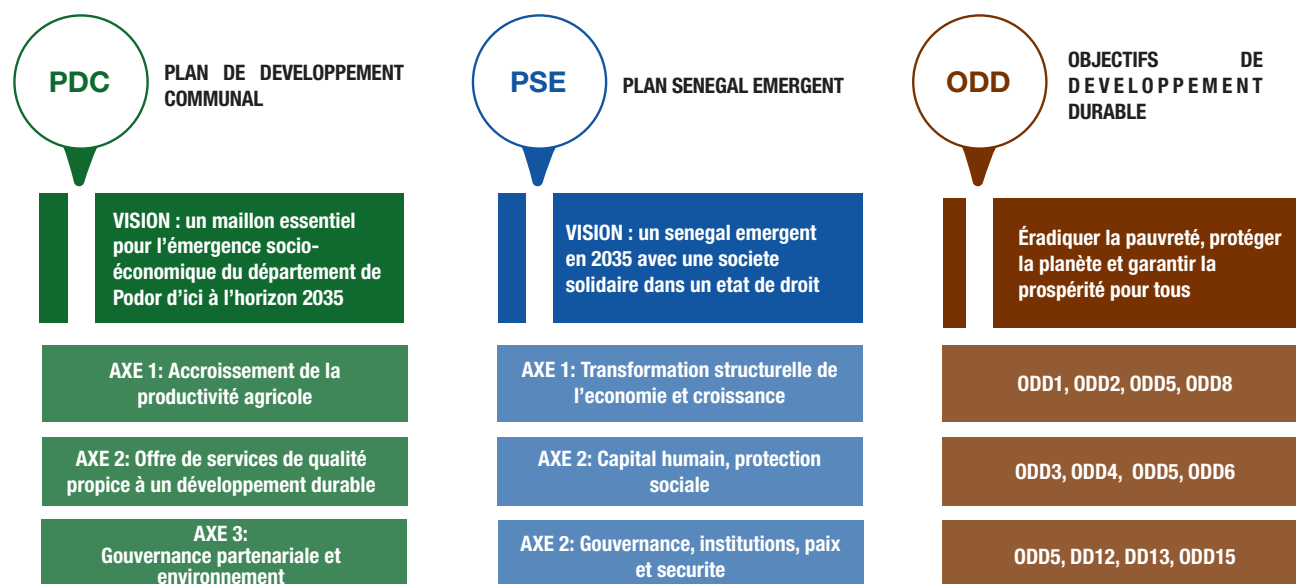 PDC
PLAN DE DEVELOPPEMENT
COMMUNAL
VISION : un maillon essentiel
pour l'émergence socio-
économique du département de
Podor d'ici à l'horizon 2035
AXE 1: Accroissement de la
productivité agricole
AXE 2: Offre de services de qualité
propice à un développement durable
AXE 3:
Gouvernance partenariale et
environnement
PSE
PLAN SENEGAL EMERGENT
VISION : un senegal emergent
en 2035 avec une societe
solidaire dans un etat de droit
AXE 1: Transformation structurelle de
l'economie et croissance
AXE 2: Capital humain, protection
sociale
AXE 2: Gouvernance, institutions, paix
et securite
ODD
OBJECTIFS DE
DEVELOPPEMENT
DURABLE
Éradiquer la pauvreté, protéger
la planète et garantir la
prospérité pour tous
ODD1, ODD2, ODD5, ODD8
ODD3, ODD4, ODD5, ODD6
ODD5, DD12, DD13, ODD15